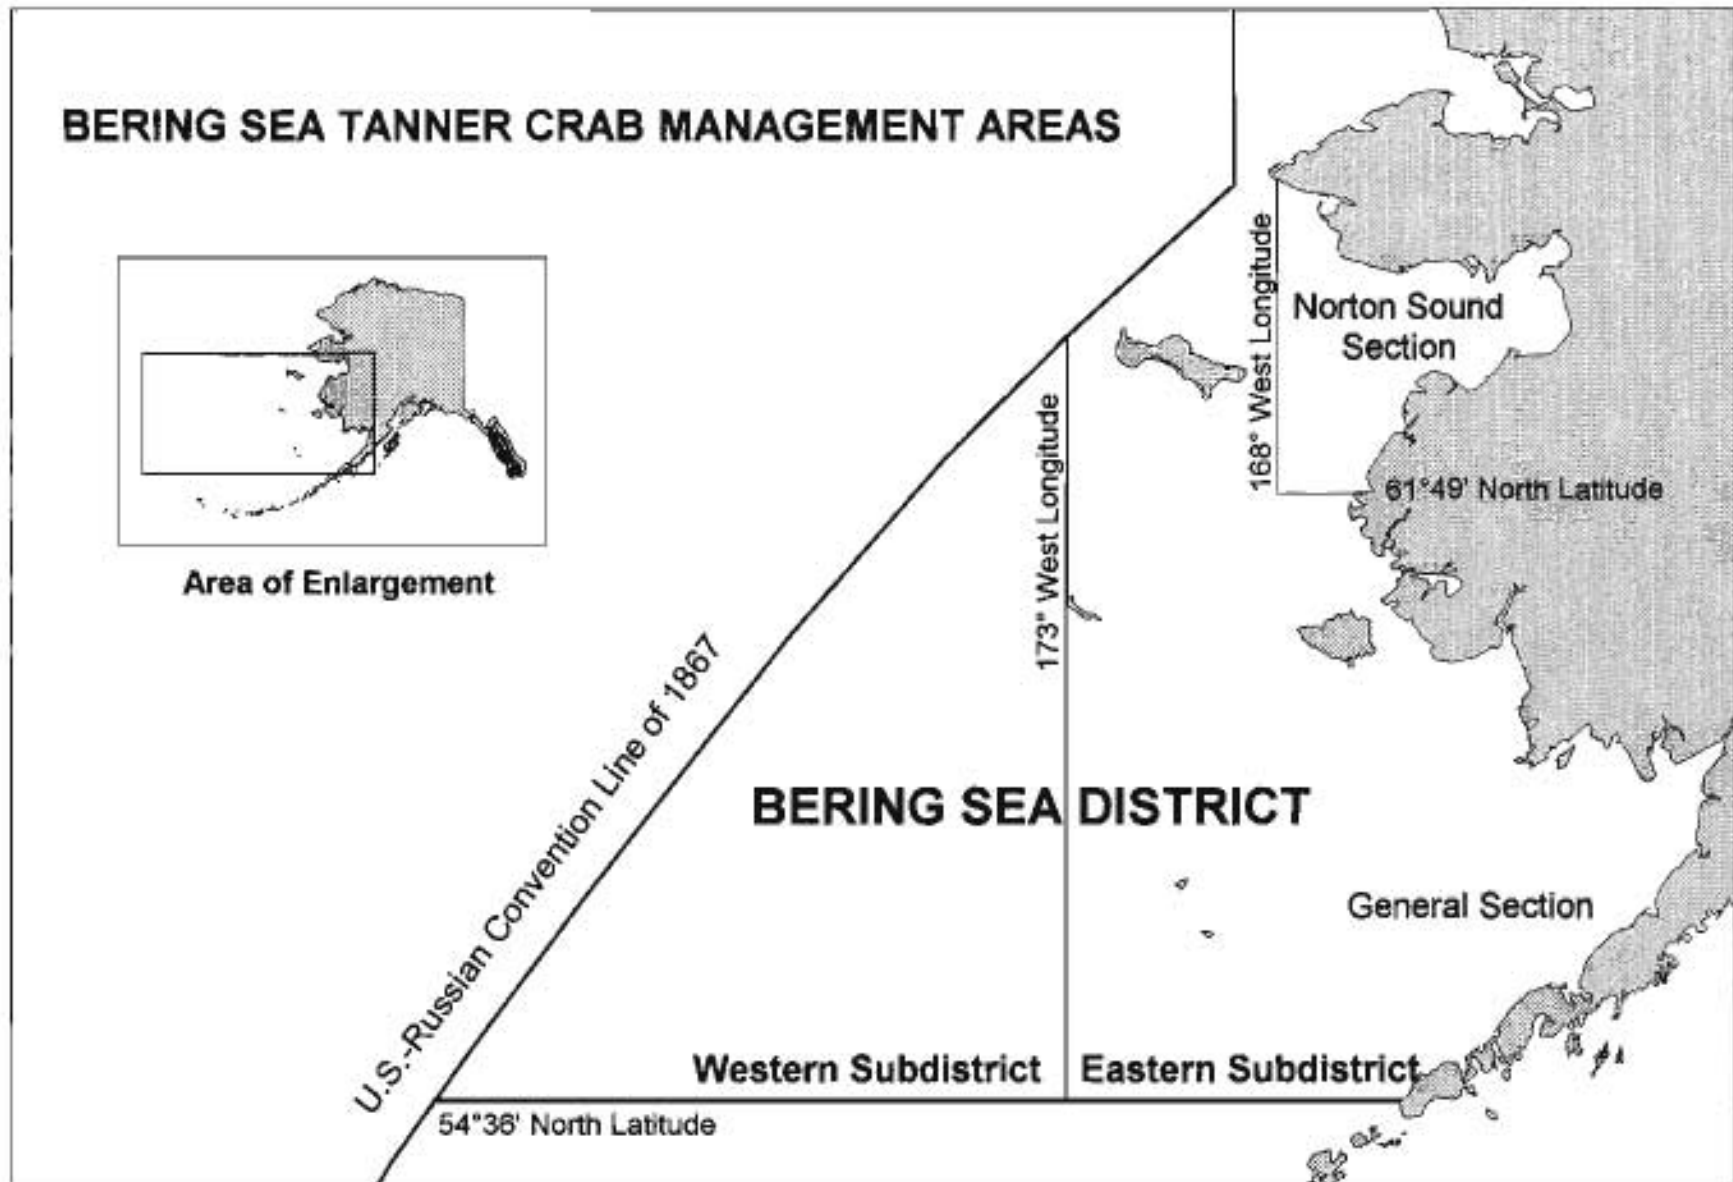 BERING SEA TANNER CRAB MANAGEMENT AREAS
168° West Longitude
Norton Sound
Section
Area of Enlargement
173° West Longitude
61°49' North Latitude
U.S.-Russian Convention Line of 1867
BERING SEA DISTRICT
General Section
Western Subdistrict
Eastern Subdistrict
54°36' North Latitude